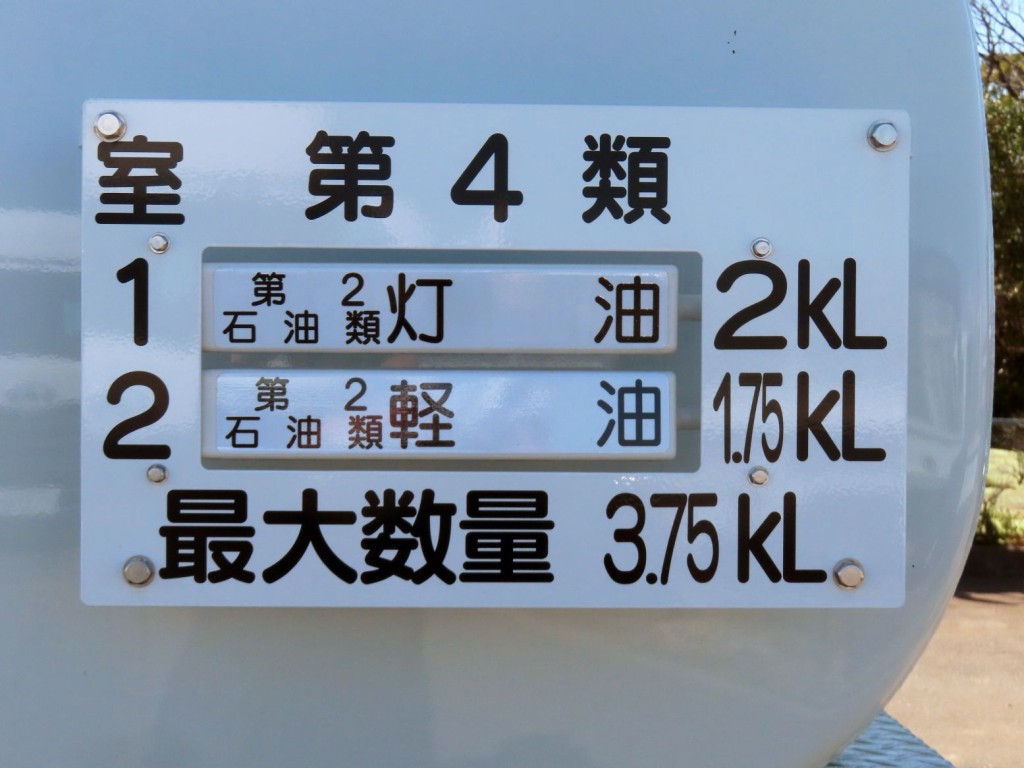 室 第4類
1 第2石油類 灯油 2kL
2 第2石油類 軽油 1.75kL
最大数量 3.75kL